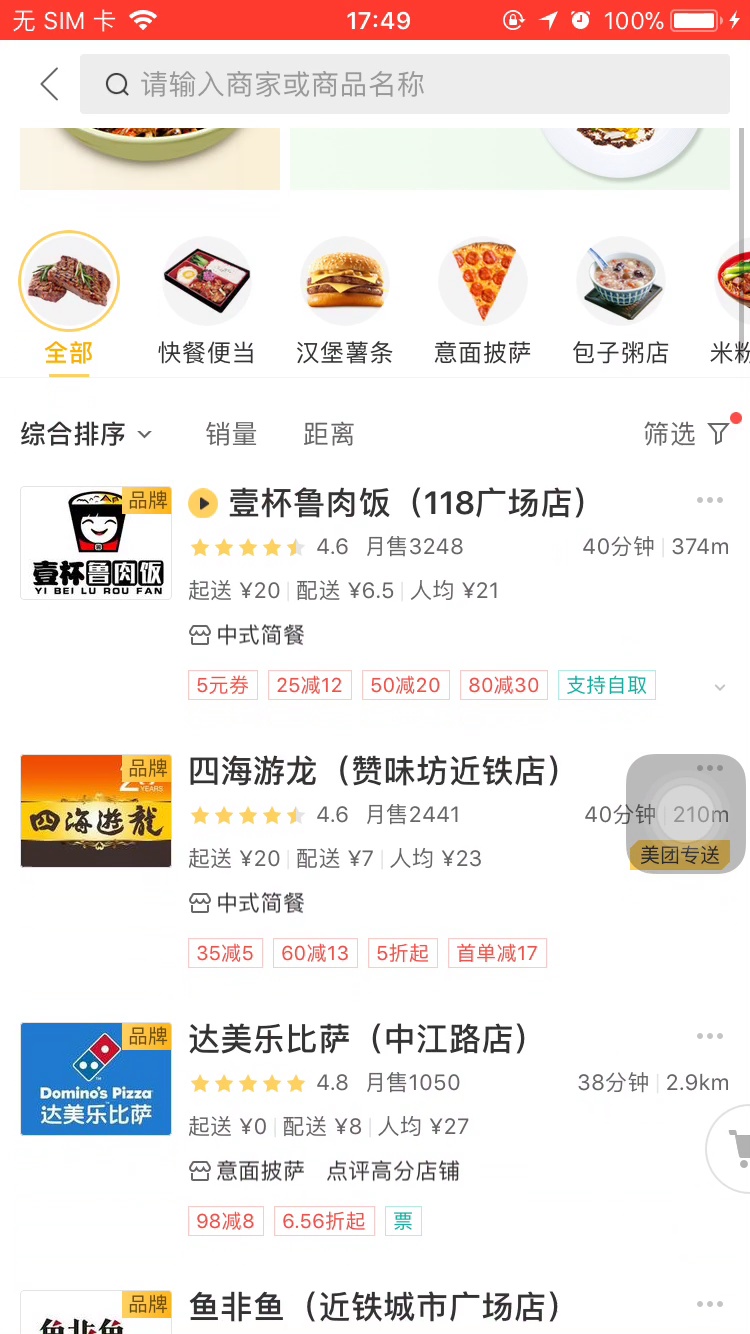 无 SIM 卡 17:49 100%
请输入商家或商品名称
全部 快餐便当 汉堡薯条 意面披萨 包子粥店 米粉
综合排序 销量 距离 筛选
品牌 壹杯鲁肉饭（118广场店）
壹杯鲁肉饭
YI BEI LU ROU FAN
4.6 月售3248 40分钟 374m
起送 ¥20 配送 ¥6.5 人均 ¥21
中式简餐
5元券 25减12 50减20 80减30 支持自取
品牌 四海游龙（赞味坊近铁店）
YEARS
四海遊龍
4.6 月售2441 40分钟 210m
起送 ¥20 配送 ¥7 人均 ¥23 美团专送
中式简餐
35减5 60减13 5折起 首单减17
品牌 达美乐比萨（中江路店）
Domino's Pizza
达美乐比萨
4.8 月售1050 38分钟 2.9km
起送 ¥0 配送 ¥8 人均 ¥27
意面披萨 点评高分店铺
98减8 6.56折起 票
品牌 鱼非鱼（近铁城市广场店）
鱼非鱼